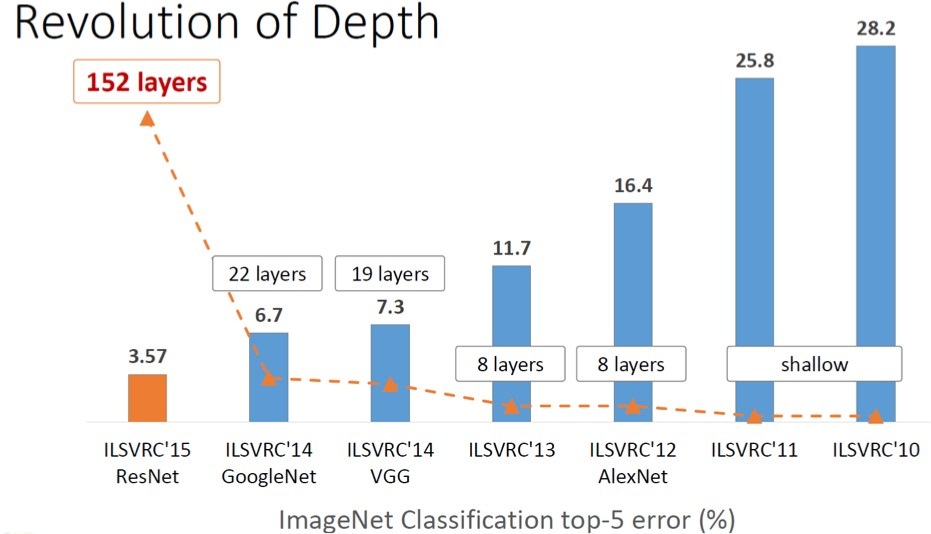 Revolution of Depth
28.2
25.8
152 layers
16.4
11.7
22 layers
19 layers
6.7
7.3
3.57
8 layers
8 layers
shallow
ILSVRC'15
ResNet
ILSVRC'14
GoogleNet
ILSVRC'14
VGG
ILSVRC'13
ILSVRC'12
AlexNet
ILSVRC'11
ILSVRC'10
ImageNet Classification top-5 error (%)